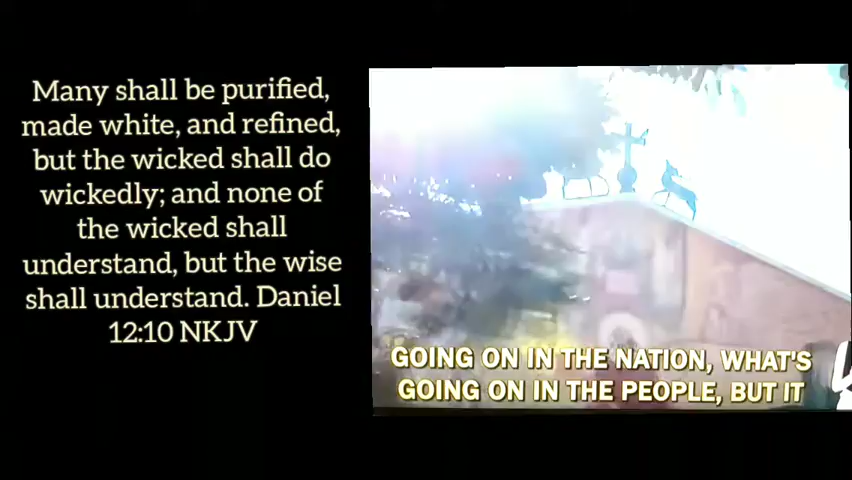 Many shall be purified,
made white, and refined,
but the wicked shall do
wickedly; and none of
the wicked shall
understand, but the wise
shall understand. Daniel
12:10 NKJV
GOING ON IN THE NATION, WHAT'S
GOING ON IN THE PEOPLE, BUT IT